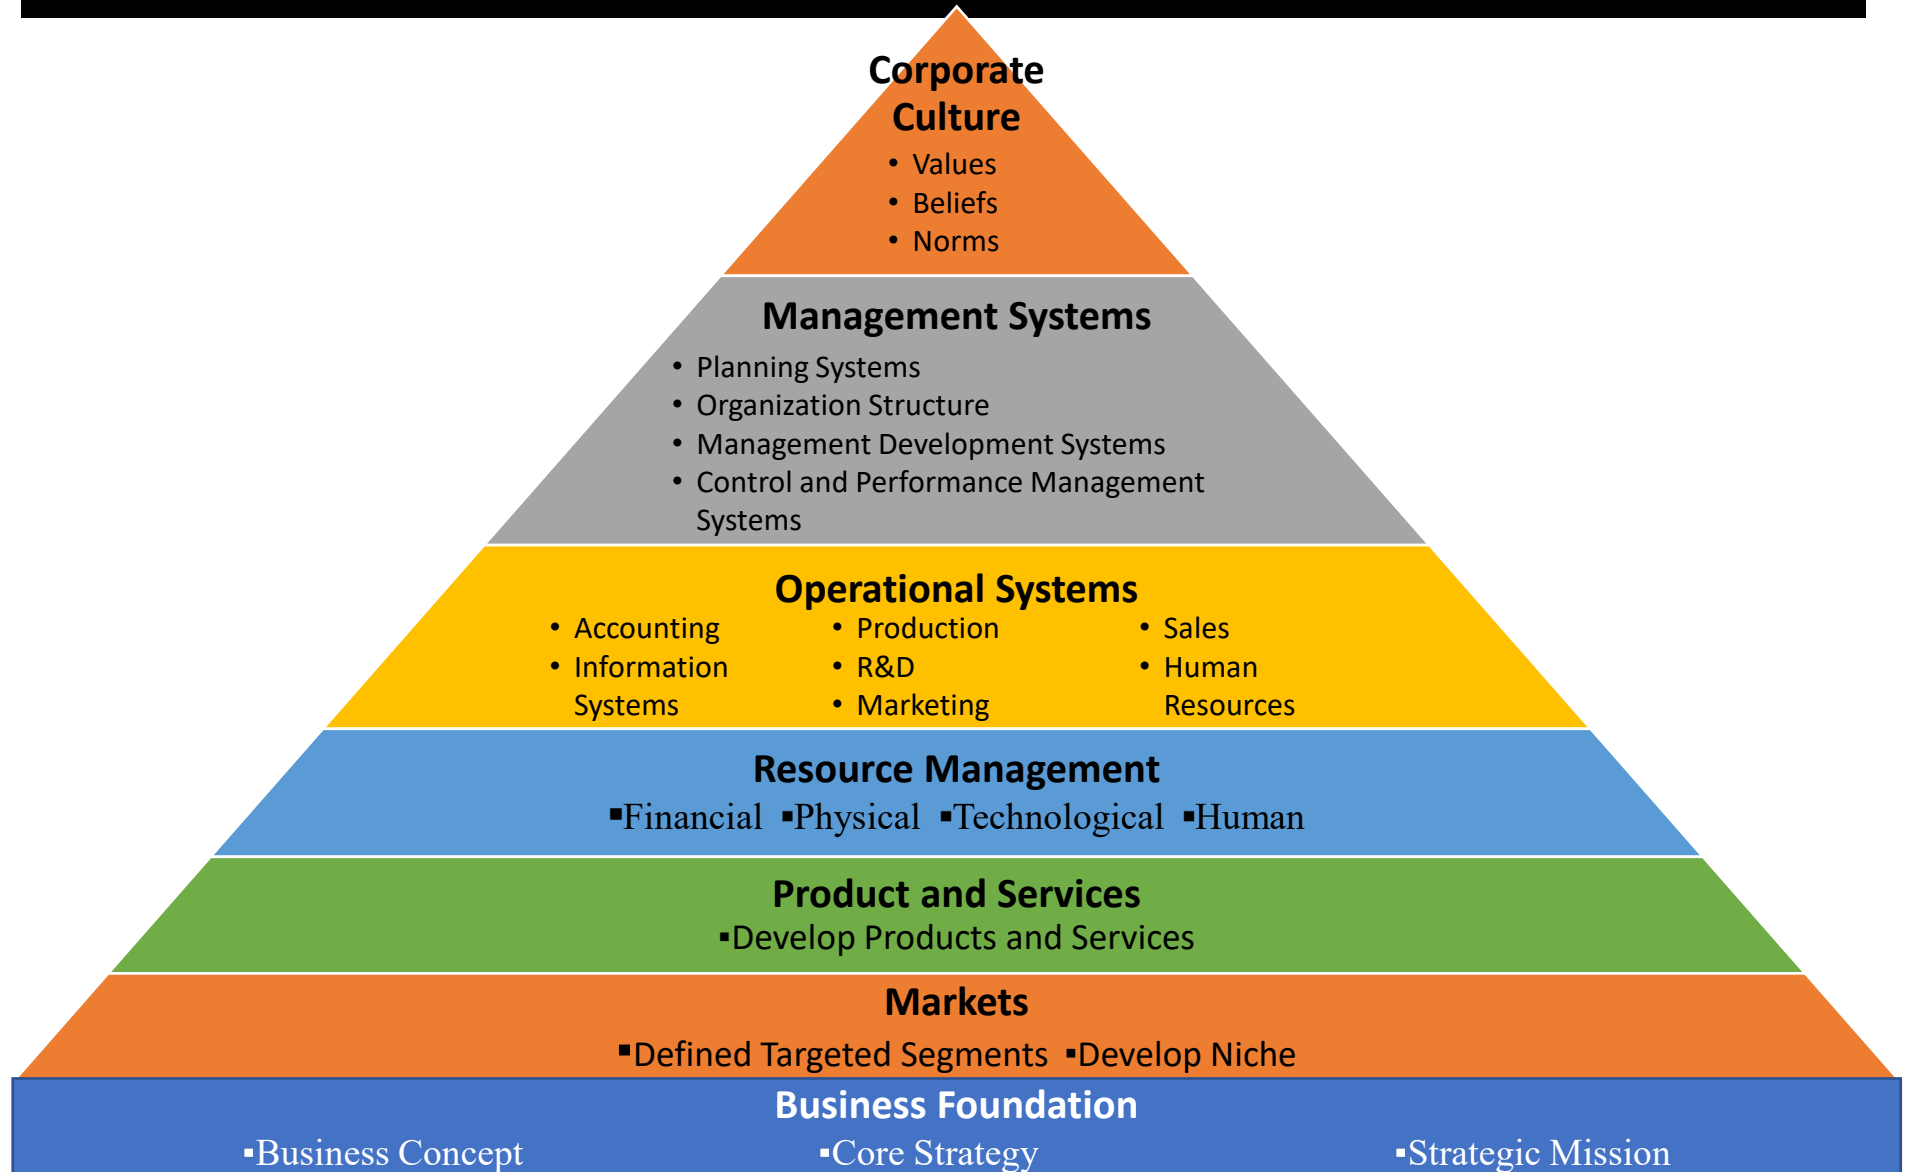 Corporate
Culture
• Values
• Beliefs
• Norms
Management Systems
• Planning Systems
• Organization Structure
• Management Development Systems
• Control and Performance Management
Systems
Operational Systems
• Accounting
• Information
Systems
• Production
• R&D
• Marketing
• Sales
• Human
Resources
Resource Management
▪Financial ▪Physical ▪Technological ▪Human
Product and Services
▪Develop Products and Services
Markets
▪Defined Targeted Segments ▪Develop Niche
Business Foundation
▪Business Concept ▪Core Strategy ▪Strategic Mission